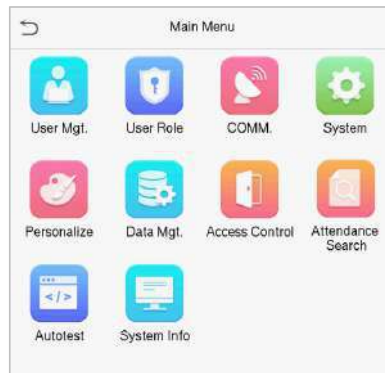 Main Menu
User Mgt.
User Role
COMM.
System
Personalize
Data Mgt.
Access Control
Attendance
Search
</>
Autotest
System Info